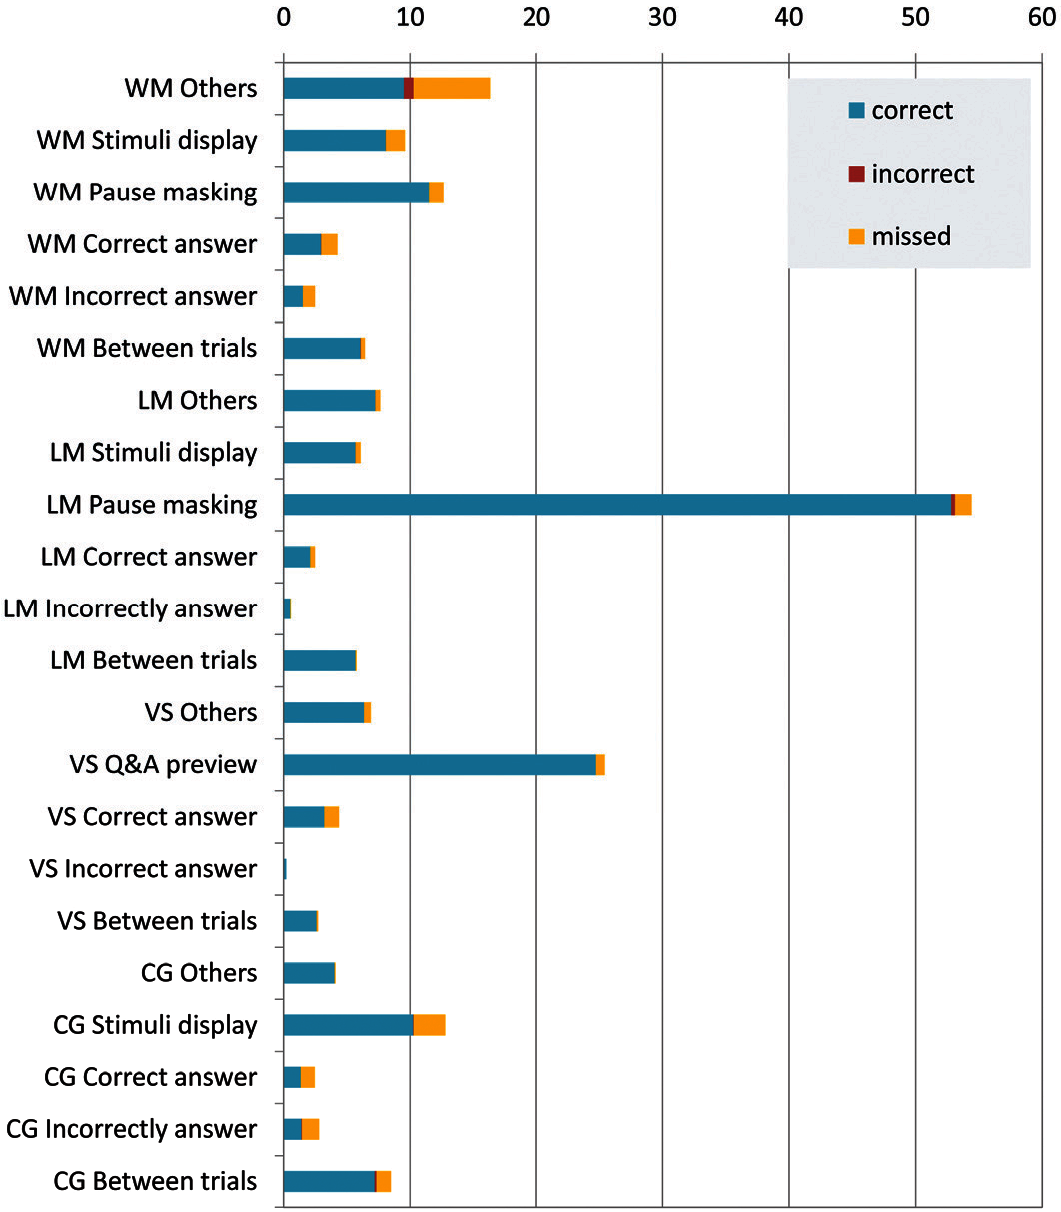 0 10 20 30 40 50 60
WM Others
correct
WM Stimuli display
incorrect
WM Pause masking
missed
WM Correct answer
WM Incorrect answer
WM Between trials
LM Others
LM Stimuli display
LM Pause masking
LM Correct answer
LM Incorrectly answer
LM Between trials
VS Others
VS Q&A preview
VS Correct answer
VS Incorrect answer
VS Between trials
CG Others
CG Stimuli display
CG Correct answer
CG Incorrectly answer
CG Between trials